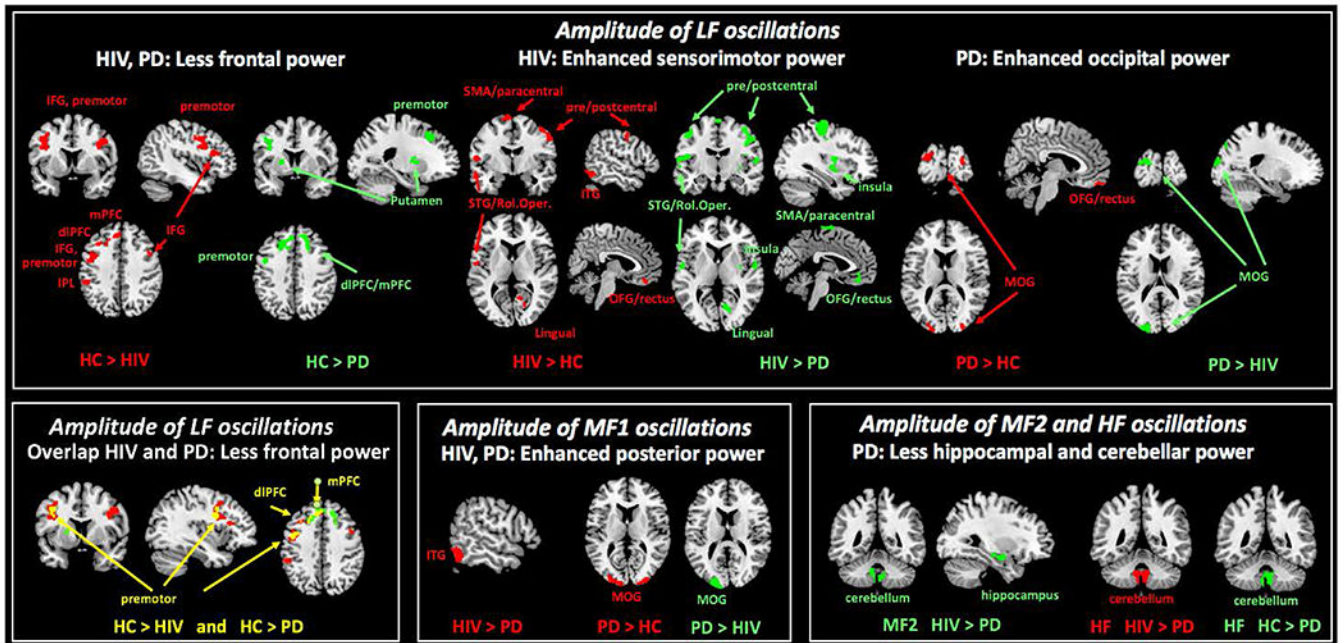 Amplitude of LF oscillations
HIV, PD: Less frontal power
HIV: Enhanced sensorimotor power
PD: Enhanced occipital power
IFG, premotor
premotor
premotor
SMA/paracentral
pre/postcentral
pre/postcentral
Putamen
ITG
insula
STG/Rol.Oper.
STG/Rol.Oper.
SMA/paracentral
OFG/rectus
mPFC
dlPFC
IFG,
premotor
IFG
IPL
premotor
dlPFC/mPFC
insula
MOG
MOG
OFG/rectus
OFG/rectus
Lingual
Lingual
HC > HIV
HC > PD
HIV > HC
HIV > PD
PD > HC
PD > HIV
Amplitude of LF oscillations
Overlap HIV and PD: Less frontal power
dlPFC
mPFC
premotor
HC > HIV and HC > PD
Amplitude of MF1 oscillations
HIV, PD: Enhanced posterior power
ITG
MOG
MOG
HIV > PD
PD > HC
PD > HIV
Amplitude of MF2 and HF oscillations
PD: Less hippocampal and cerebellar power
cerebellum
hippocampus
cerebellum
cerebellum
MF2 HIV > PD
HF HIV > PD
HF HC > PD